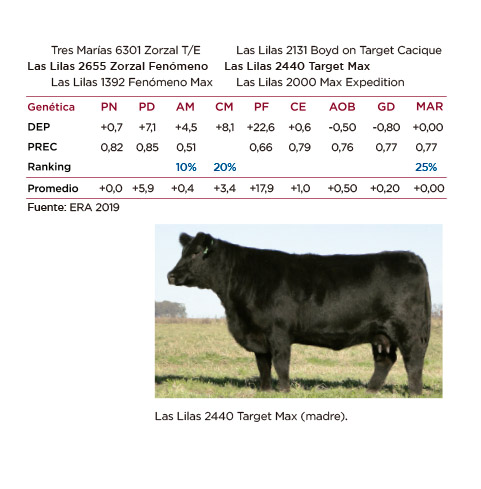 Tres Marías 6301 Zorzal T/E Las Lilas 2131 Boyd on Target Cacique
Las Lilas 2655 Zorzal Fenómeno Las Lilas 2440 Target Max
Las Lilas 1392 Fenómeno Max Las Lilas 2000 Max Expedition
Genética PN PD AM CM PF CE AOB GD MAR
DEP +0,7 +7,1 +4,5 +8,1 +22,6 +0,6 -0,50 -0,80 +0,00
PREC 0,82 0,85 0,51 0,66 0,79 0,76 0,77 0,77
Ranking 10% 20% 25%
Promedio +0,0 +5,9 +0,4 +3,4 +17,9 +1,0 +0,50 +0,20 +0,00
Fuente: ERA 2019
Las Lilas 2440 Target Max (madre).